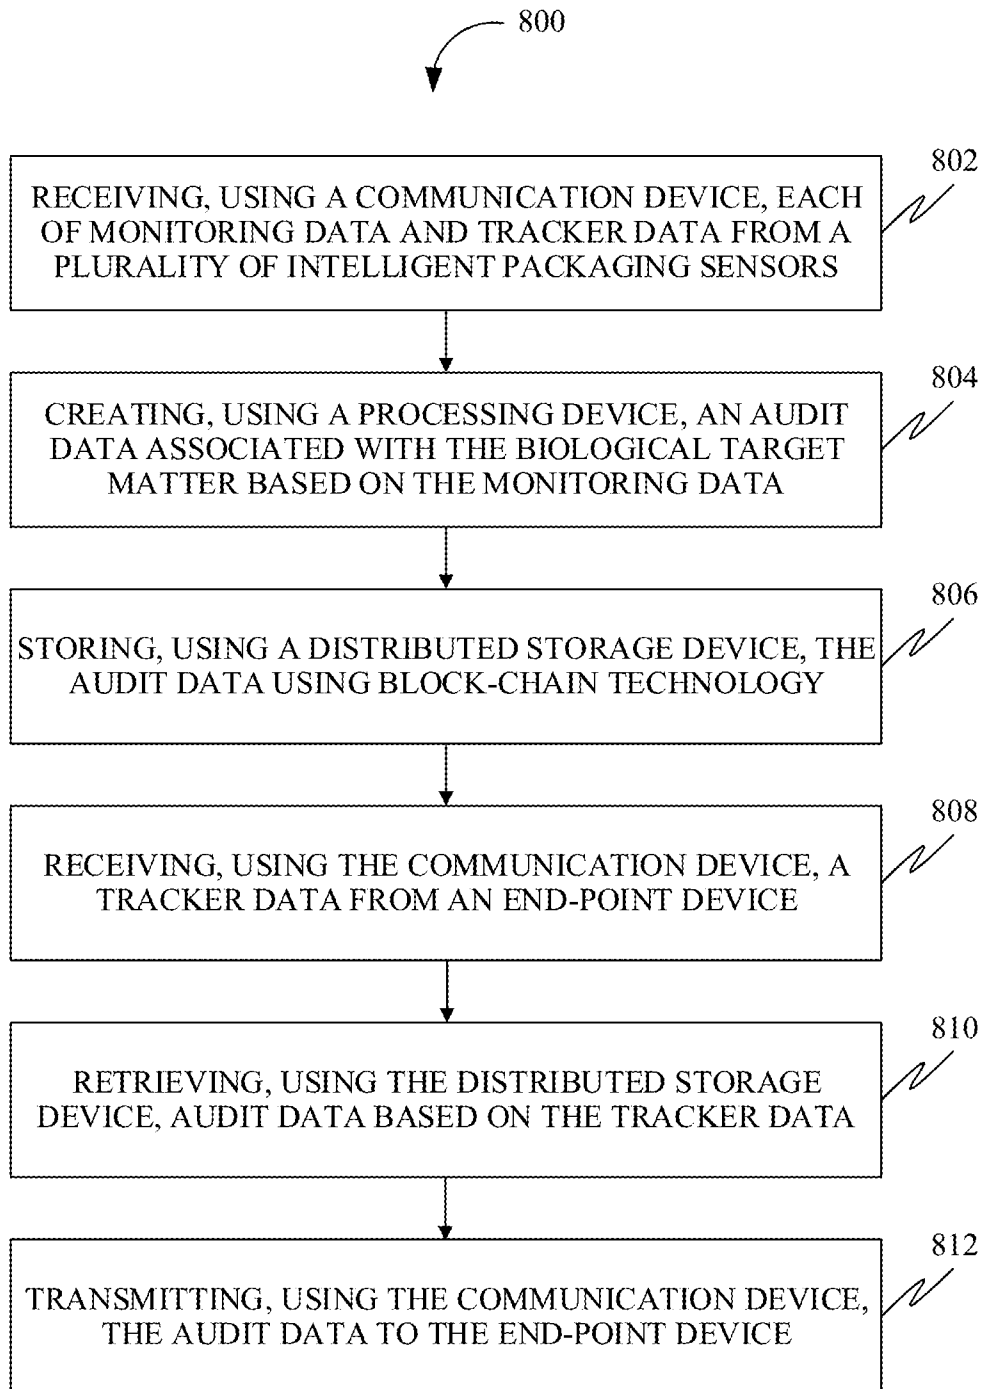 800
802
RECEIVING, USING A COMMUNICATION DEVICE, EACH
OF MONITORING DATA AND TRACKER DATA FROM A
PLURALITY OF INTELLIGENT PACKAGING SENSORS
804
CREATING, USING A PROCESSING DEVICE, AN AUDIT
DATA ASSOCIATED WITH THE BIOLOGICAL TARGET
MATTER BASED ON THE MONITORING DATA
806
STORING, USING A DISTRIBUTED STORAGE DEVICE, THE
AUDIT DATA USING BLOCK-CHAIN TECHNOLOGY
808
RECEIVING, USING THE COMMUNICATION DEVICE, A
TRACKER DATA FROM AN END-POINT DEVICE
810
RETRIEVING, USING THE DISTRIBUTED STORAGE
DEVICE, AUDIT DATA BASED ON THE TRACKER DATA
812
TRANSMITTING, USING THE COMMUNICATION DEVICE,
THE AUDIT DATA TO THE END-POINT DEVICE